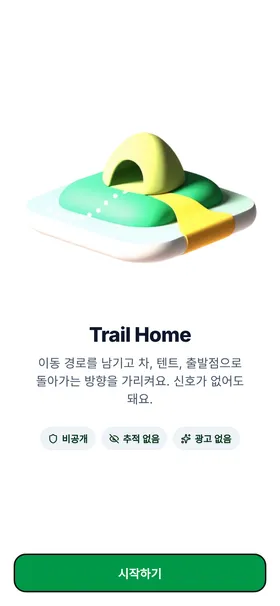 Trail Home
이동 경로를 남기고 차, 텐트, 출발점으로
돌아가는 방향을 가리켜요. 신호가 없어도
돼요.
비공개 추적 없음 광고 없음
시작하기